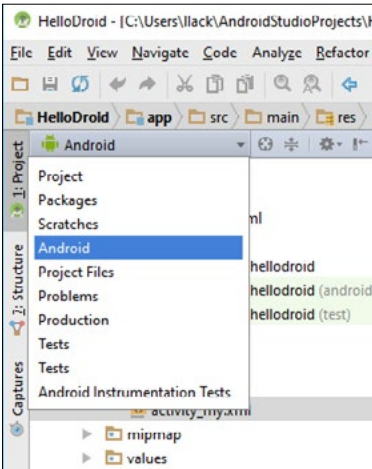 HelloDroid - [C:\Users\llack\AndroidStudioProjects\H
File Edit View Navigate Code Analyze Refactor
HelloDroid app src main res
1: Project
Android
Project
Packages
Scratches
ml
Android
Project Files
hellodroid
Problems
hellodroid (android
Production
hellodroid (test)
Tests
Tests
Android Instrumentation Tests
activity_my.xml
mipmap
values
2: Structure
Captures